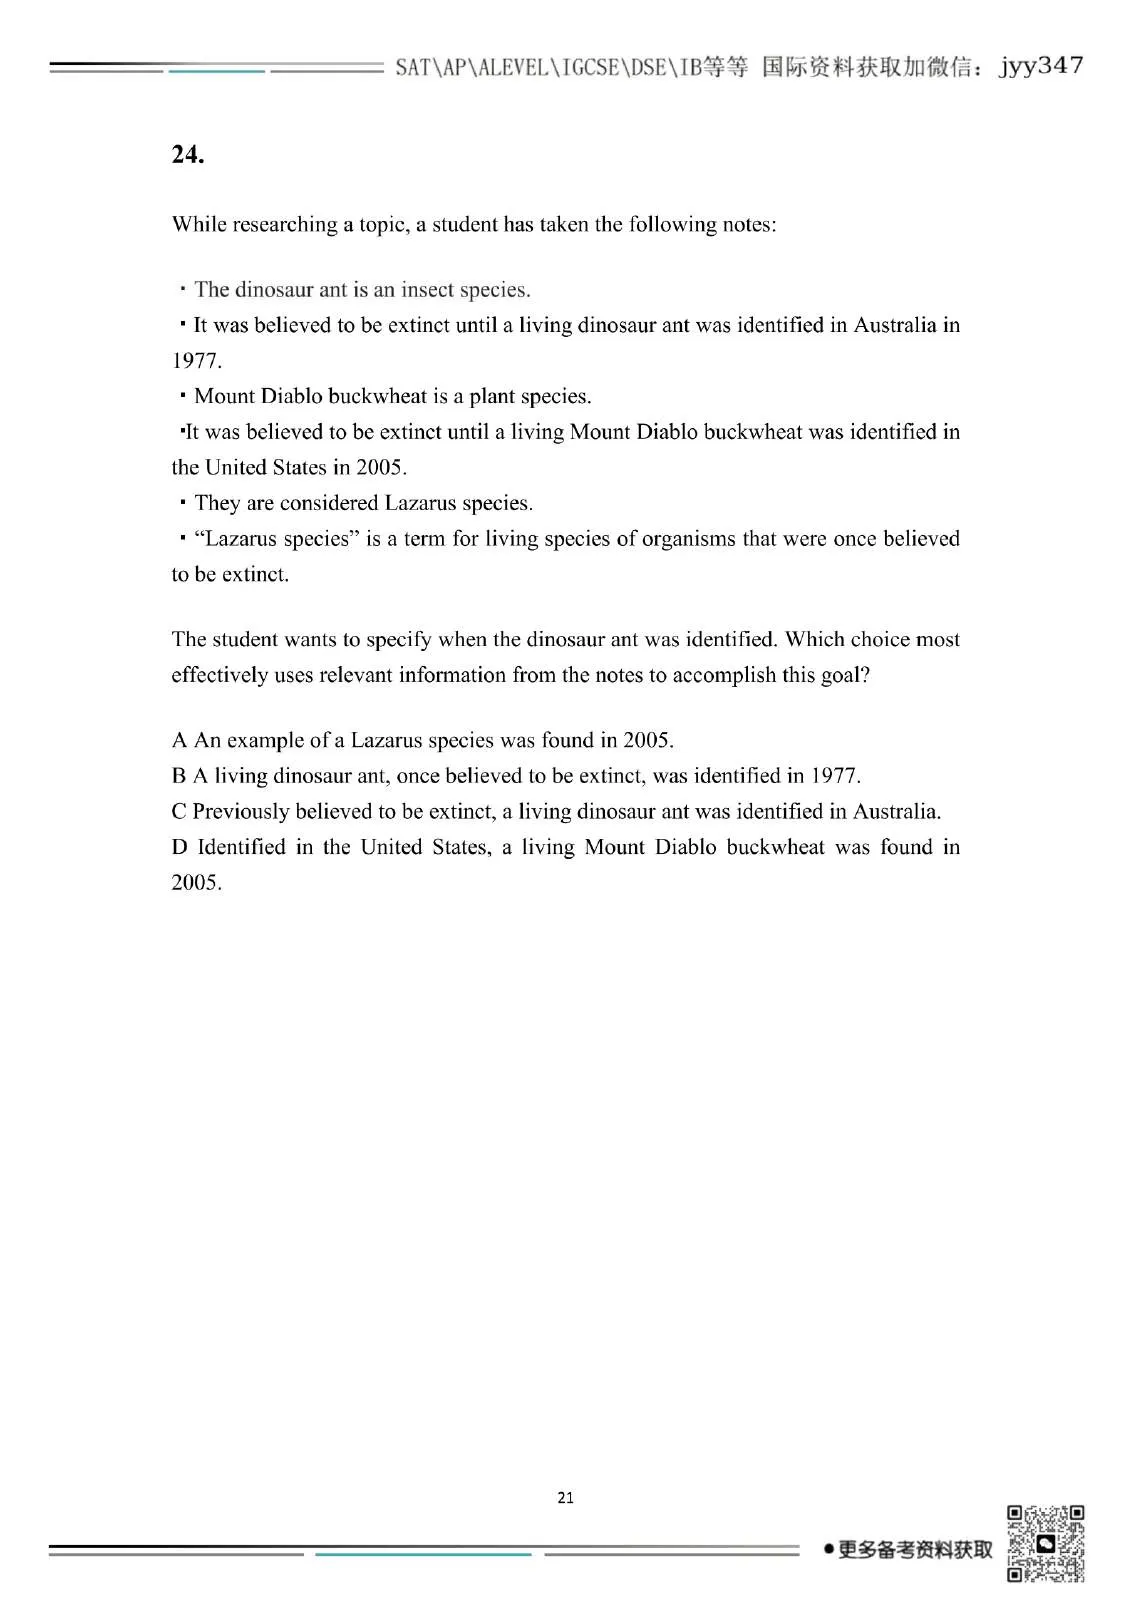 SAT\AP\ALEVEL\IGCSE\DSE\IB等等 国际资料获取加微信：jyy347
24.
While researching a topic, a student has taken the following notes:
· The dinosaur ant is an insect species.
· It was believed to be extinct until a living dinosaur ant was identified in Australia in
1977.
· Mount Diablo buckwheat is a plant species.
·It was believed to be extinct until a living Mount Diablo buckwheat was identified in
the United States in 2005.
· They are considered Lazarus species.
· “Lazarus species” is a term for living species of organisms that were once believed
to be extinct.
The student wants to specify when the dinosaur ant was identified. Which choice most
effectively uses relevant information from the notes to accomplish this goal?
A An example of a Lazarus species was found in 2005.
B A living dinosaur ant, once believed to be extinct, was identified in 1977.
C Previously believed to be extinct, a living dinosaur ant was identified in Australia.
D Identified in the United States, a living Mount Diablo buckwheat was found in
2005.
21
●更多备考资料获取